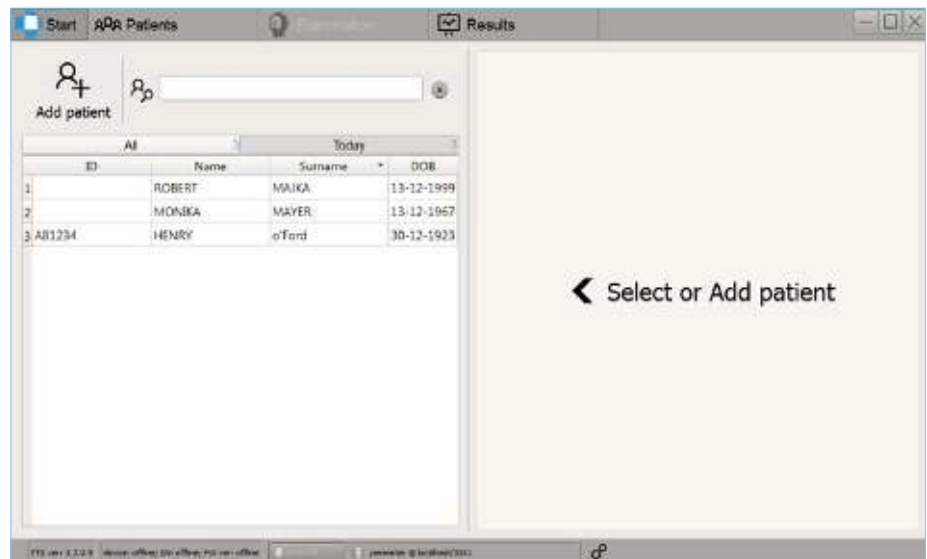 Start Patients Results
Add patient
All Today
ID Name Surname DOB
1 ROBERT MAJKA 13-12-1999
2 MONIKA MAYER 13-12-1967
3 AB1234 HENRY o'Ford 30-12-1923
Select or Add patient